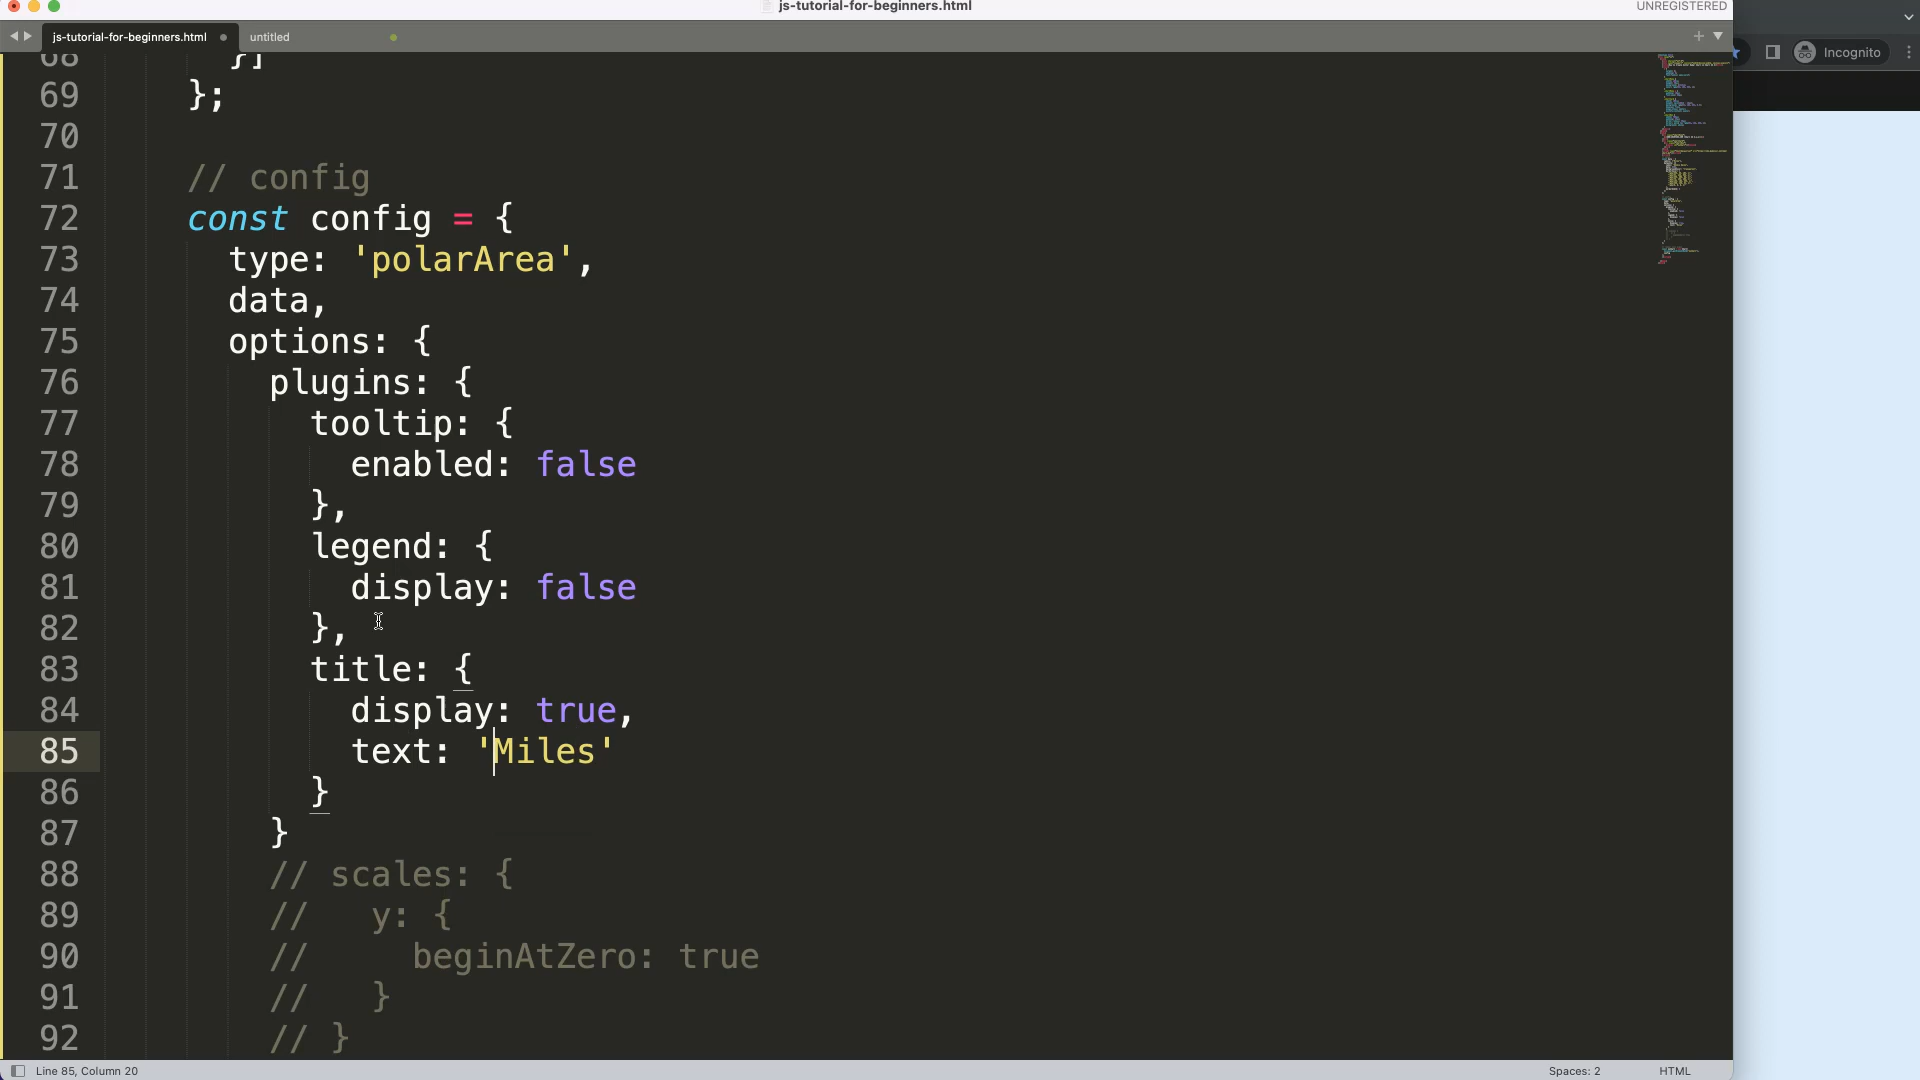 js-tutorial-for-beginners.html
UNREGISTERED
js-tutorial-for-beginners.html
untitled
Incognito
68 }]
69 };
70
71 // config
72 const config = {
73 type: 'polarArea',
74 data,
75 options: {
76 plugins: {
77 tooltip: {
78 enabled: false
79 },
80 legend: {
81 display: false
82 },
83 title: {
84 display: true,
85 text: 'Miles'
86 }
87 }
88 // scales: {
89 // y: {
90 // beginAtZero: true
91 // }
92 // }
Line 85, Column 20
Spaces: 2
HTML